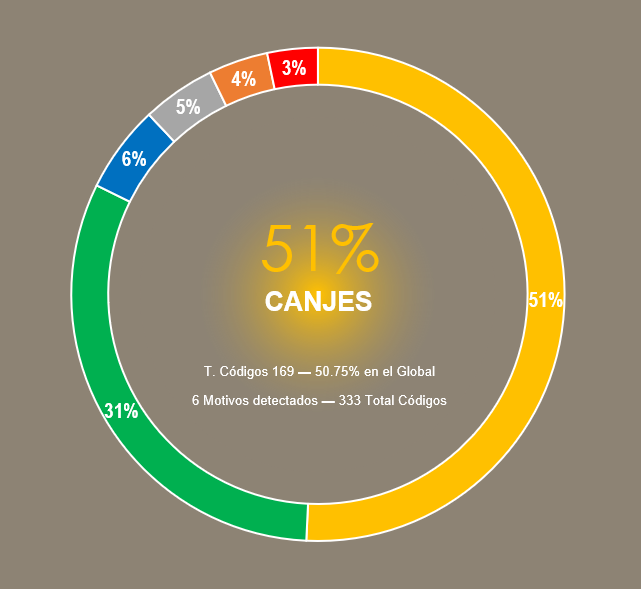 3%
4%
5%
6%
51%
CANJES
51%
T. Códigos 169 — 50.75% en el Global
6 Motivos detectados — 333 Total Códigos
31%